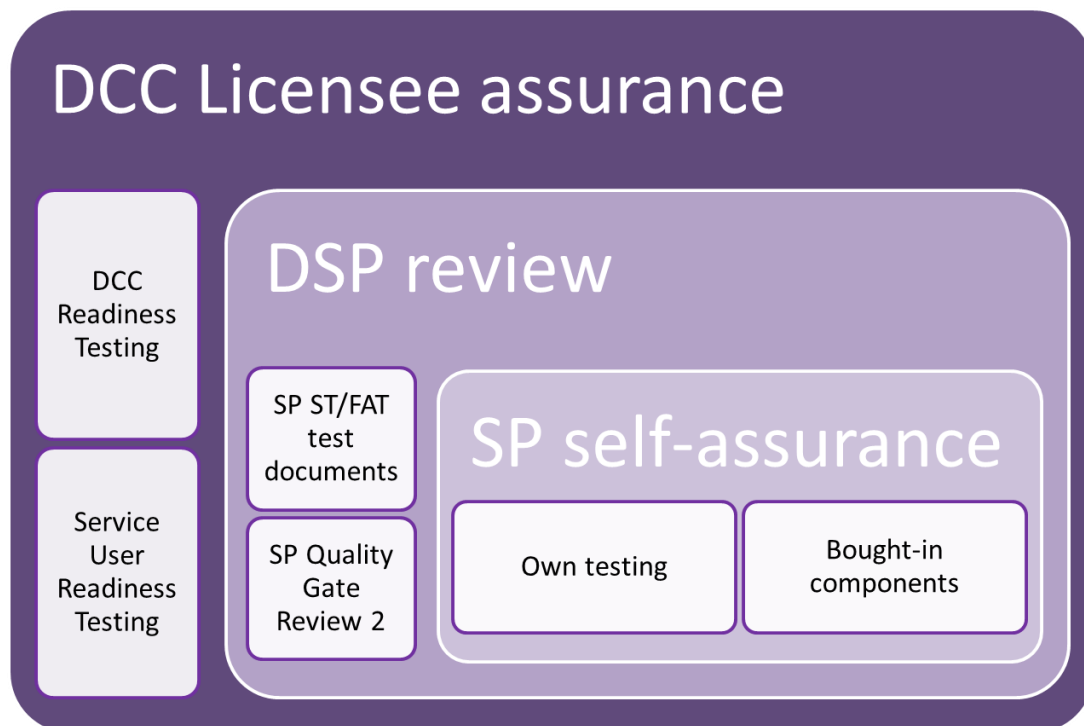 DCC Licensee assurance
DCC
Readiness
Testing
Service
User
Readiness
Testing
DSP review
SP ST/FAT
test
documents
SP Quality
Gate
Review 2
SP self-assurance
Own testing
Bought-in
components